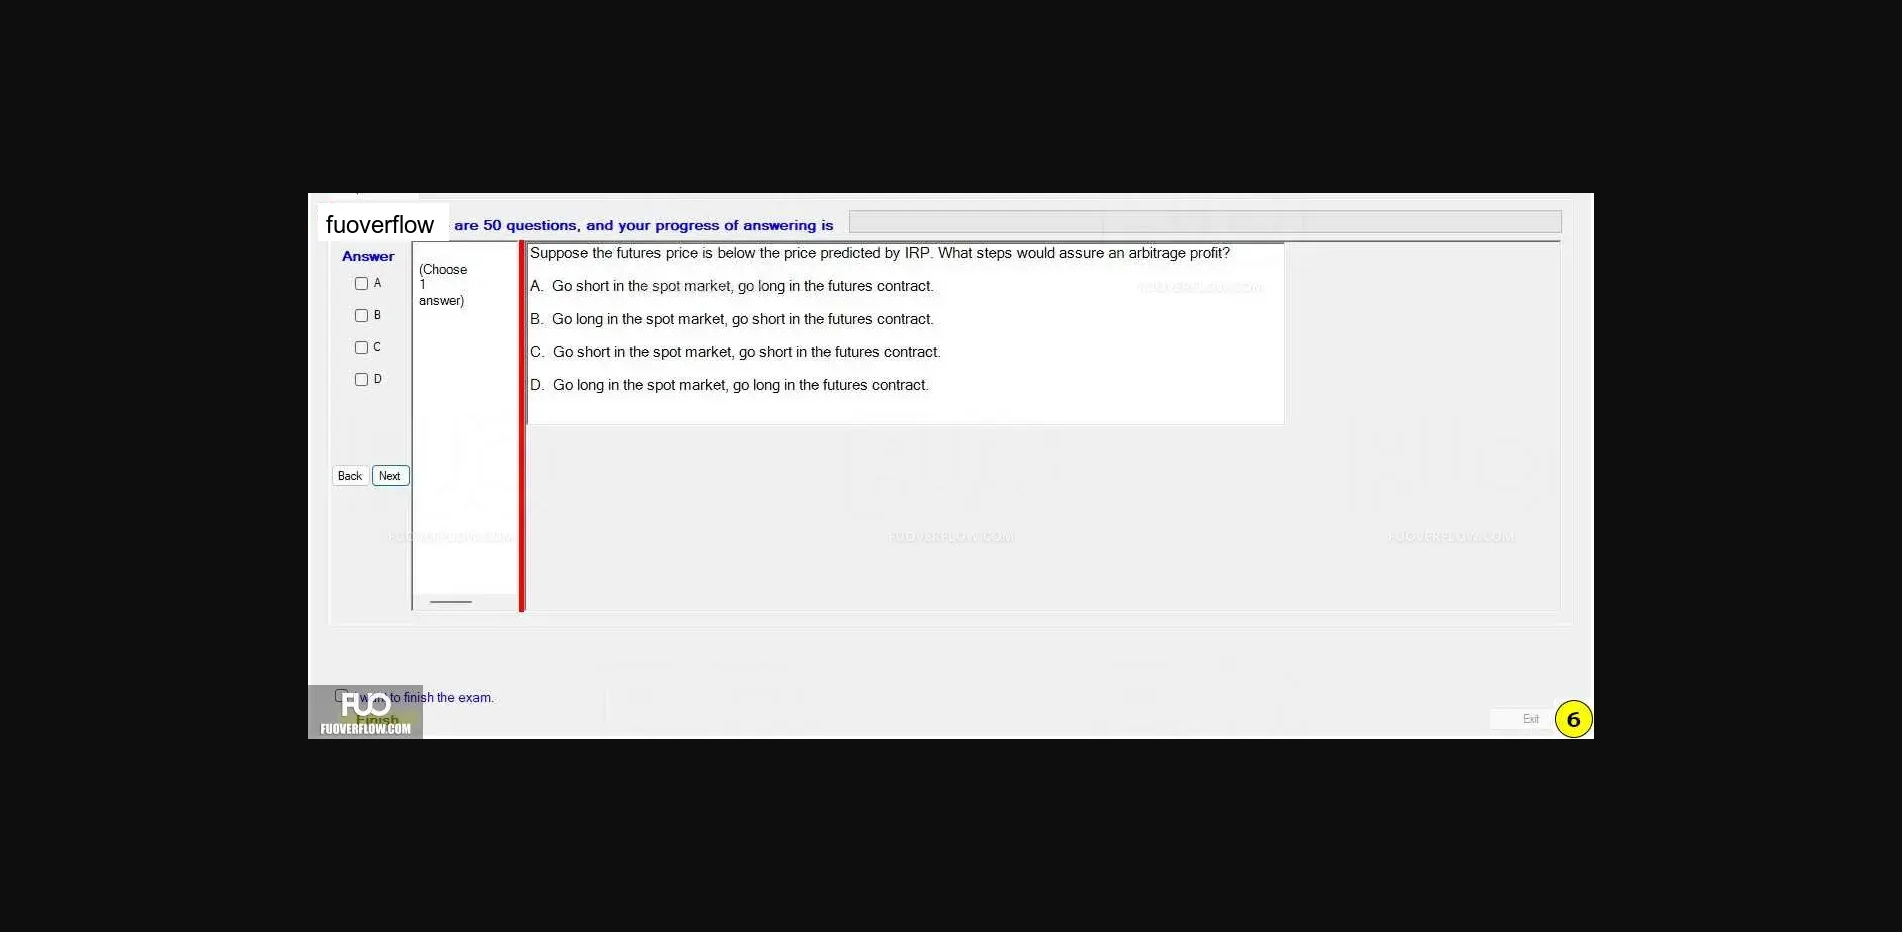 fuoverflow are 50 questions, and your progress of answering is
Answer
A
B
C
D
(Choose
1
answer)
Suppose the futures price is below the price predicted by IRP. What steps would assure an arbitrage profit?
A. Go short in the spot market, go long in the futures contract.
B. Go long in the spot market, go short in the futures contract.
C. Go short in the spot market, go short in the futures contract.
D. Go long in the spot market, go long in the futures contract.
FUOVERFLOW.COM
Back Next
FUOVERFLOW.COM FUOVERFLOW.COM FUOVERFLOW.COM
want to finish the exam.
FUO
Finish
FUOVERFLOW.COM
Exit 6